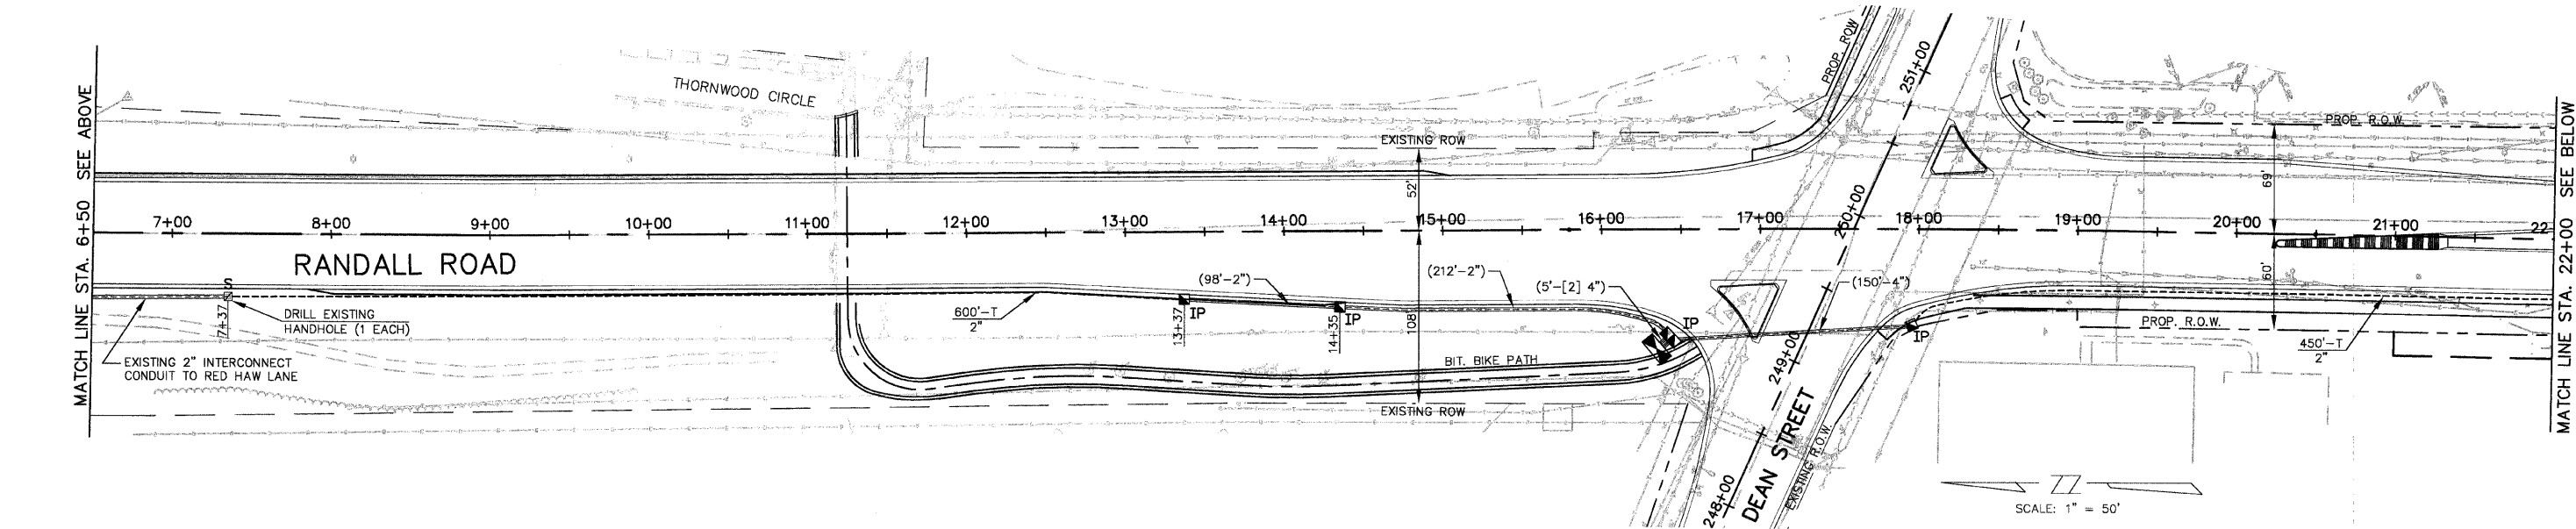 MATCH LINE STA. 6+50 SEE ABOVE
THORNWOOD CIRCLE
EXISTING ROW
52'
PROP. ROW
251+00
250+00
PROP. R.O.W.
69'
7+00
8+00
9+00
10+00
11+00
12+00
13+00
14+00
15+00
16+00
17+00
18+00
19+00
20+00
21+00
22
RANDALL ROAD
S
7+37
DRILL EXISTING
HANDHOLE (1 EACH)
EXISTING 2" INTERCONNECT
CONDUIT TO RED HAW LANE
600'-T
2"
(98'-2")
13+37
IP
14+35
IP
(212'-2")
108'
(5'-[2] 4")
IP
(150'-4")
IP
60'
PROP. R.O.W.
450'-T
2"
BIT. BIKE PATH
EXISTING ROW
249+00
248+00
DEAN STREET
EXISTING R.O.W.
SCALE: 1" = 50'
MATCH LINE STA. 22+00 SEE BELOW